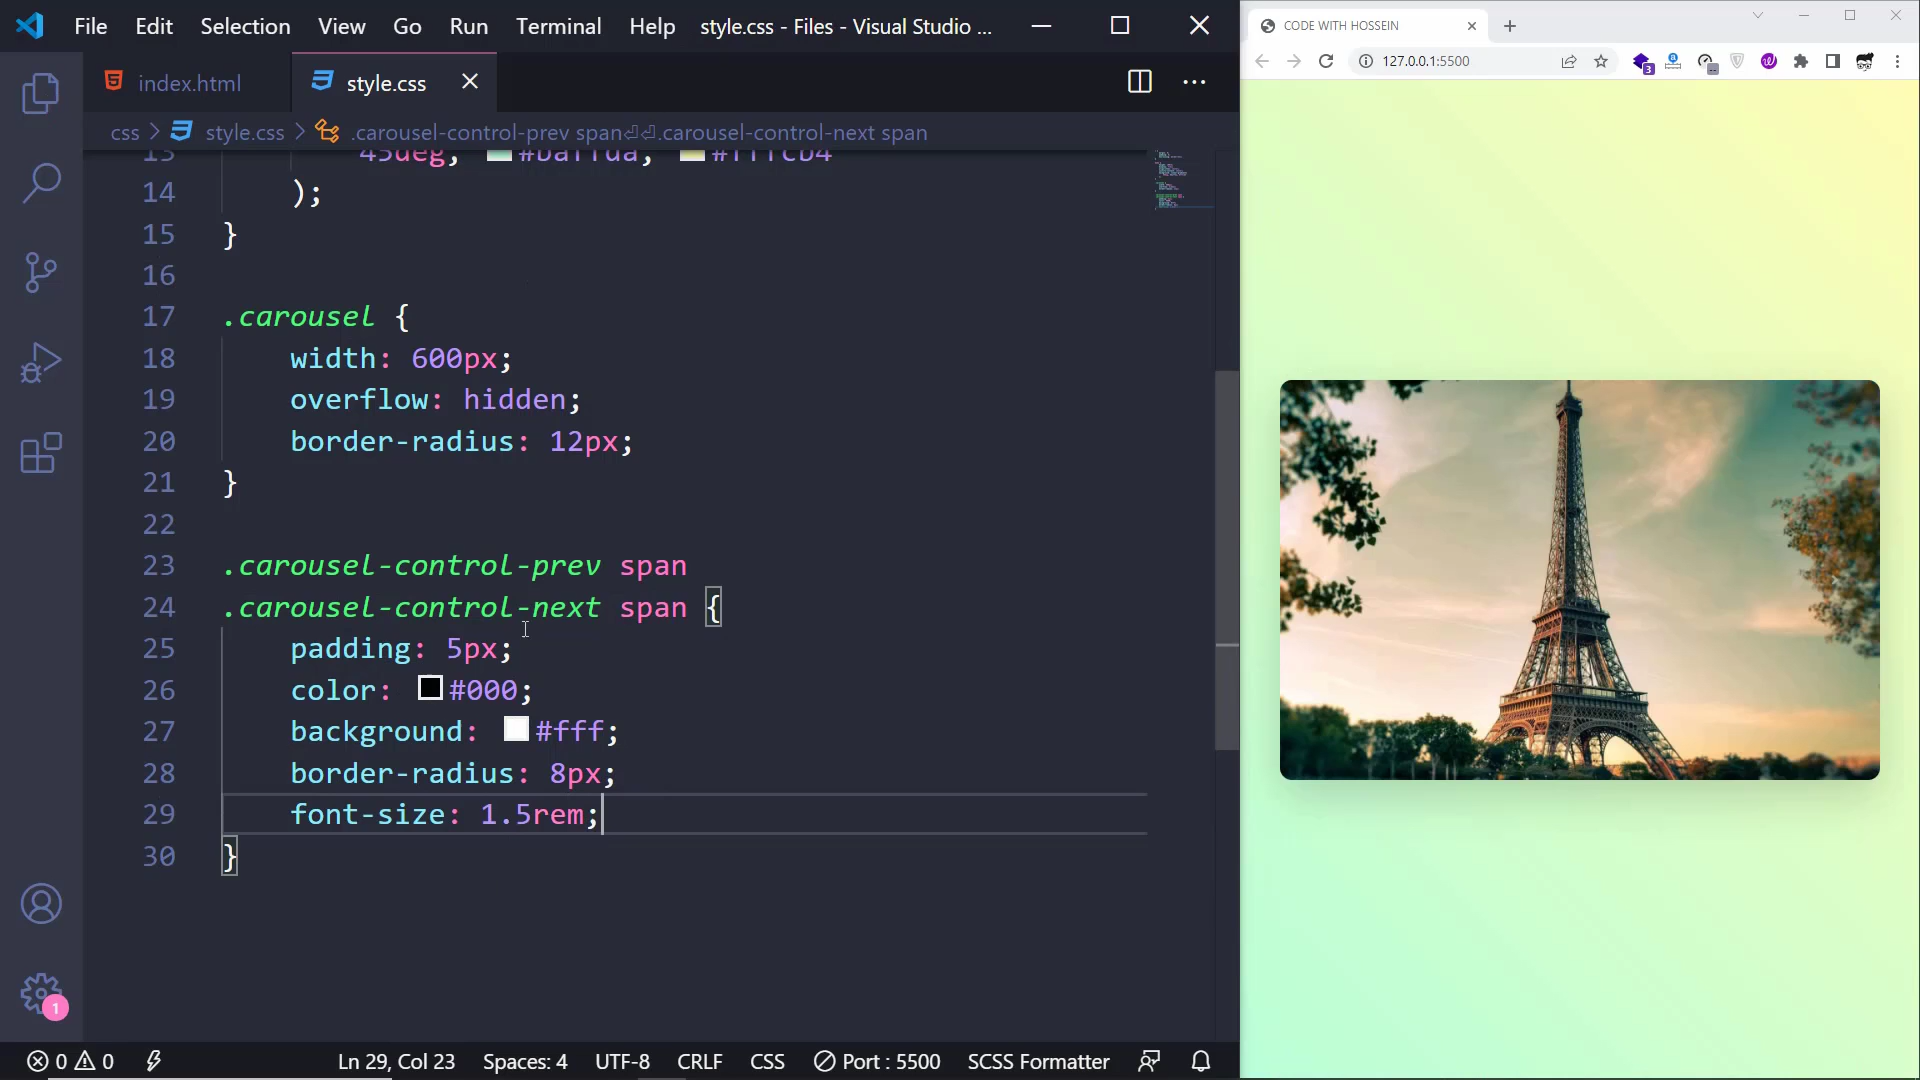 File Edit Selection View Go Run Terminal Help style.css - Files - Visual Studio ...
index.html style.css
css > style.css > .carousel-control-prev span⏎⏎.carousel-control-next span
13 45deg, #baffda, #fffcb4
14 );
15 }
16
17 .carousel {
18 width: 600px;
19 overflow: hidden;
20 border-radius: 12px;
21 }
22
23 .carousel-control-prev span
24 .carousel-control-next span {
25 padding: 5px;
26 color: #000;
27 background: #fff;
28 border-radius: 8px;
29 font-size: 1.5rem;
30 }
1
0 0 Ln 29, Col 23 Spaces: 4 UTF-8 CRLF CSS Port : 5500 SCSS Formatter
CODE WITH HOSSEIN
127.0.0.1:5500
3